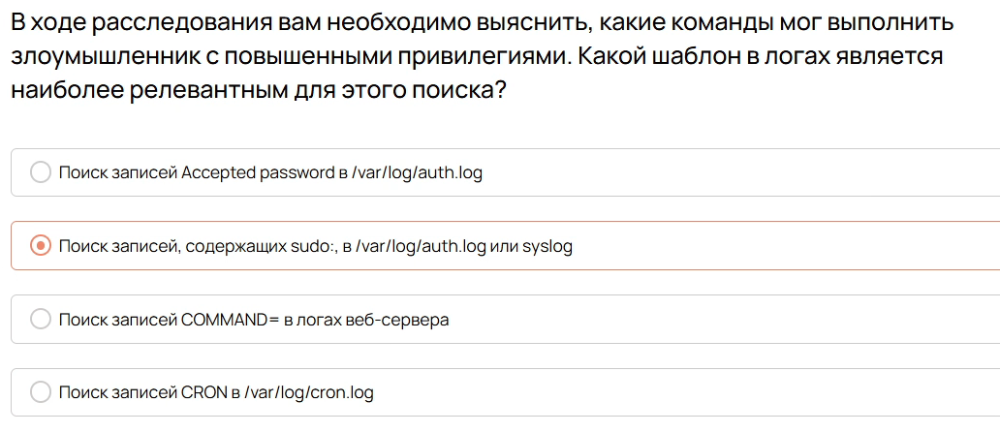 В ходе расследования вам необходимо выяснить, какие команды мог выполнить
злоумышленник с повышенными привилегиями. Какой шаблон в логах является
наиболее релевантным для этого поиска?
Поиск записей Accepted password в /var/log/auth.log
Поиск записей, содержащих sudo:, в /var/log/auth.log или syslog
Поиск записей COMMAND= в логах веб-сервера
Поиск записей CRON в /var/log/cron.log